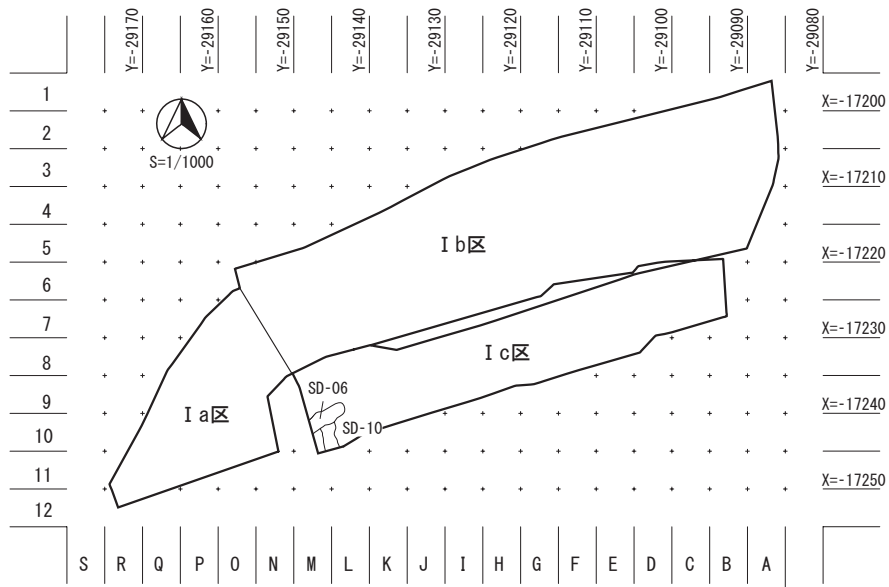 Y=-29170
Y=-29160
Y=-29150
Y=-29140
Y=-29130
Y=-29120
Y=-29110
Y=-29100
Y=-29090
Y=-29080
1
2
3
4
5
6
7
8
9
10
11
12
X=-17200
X=-17210
X=-17220
X=-17230
X=-17240
X=-17250
S=1/1000
Ⅰb区
Ⅰc区
Ⅰa区
SD-06
SD-10
S R Q P O N M L K J I H G F E D C B A